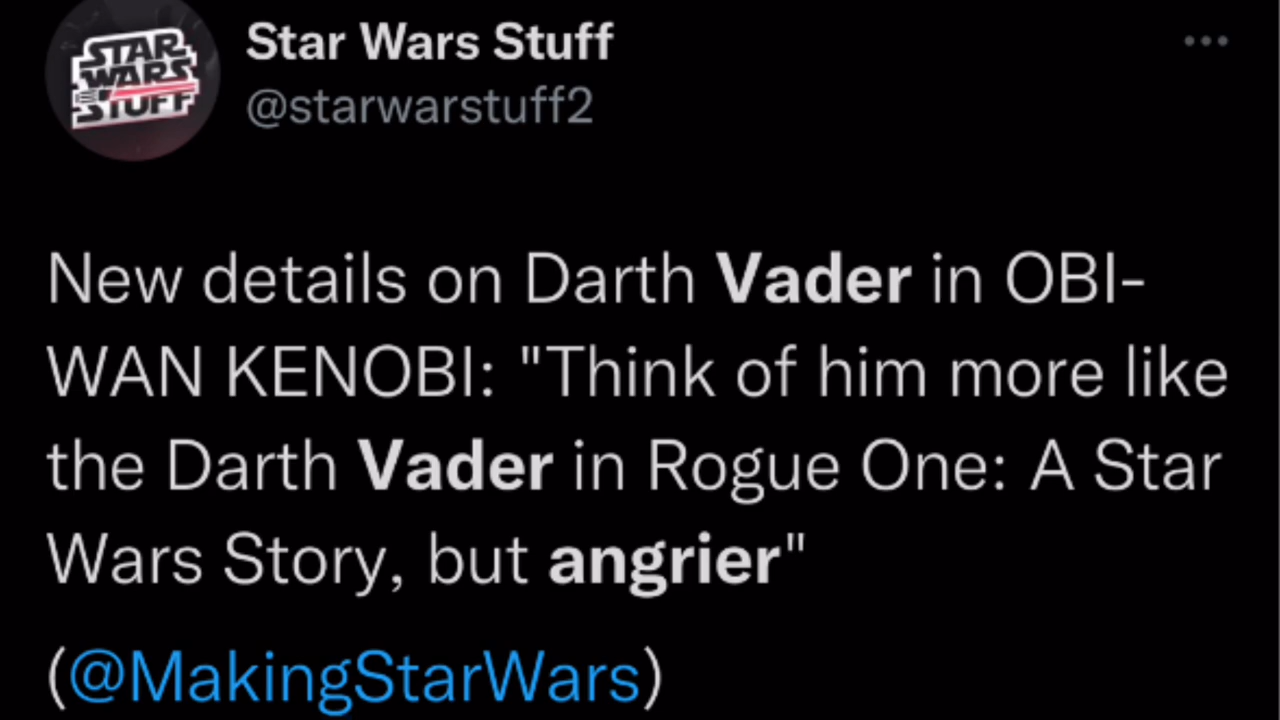 STAR
WARS
STUFF
Star Wars Stuff
@starwarstuff2
New details on Darth Vader in OBI-
WAN KENOBI: "Think of him more like
the Darth Vader in Rogue One: A Star
Wars Story, but angrier"
(@MakingStarWars)